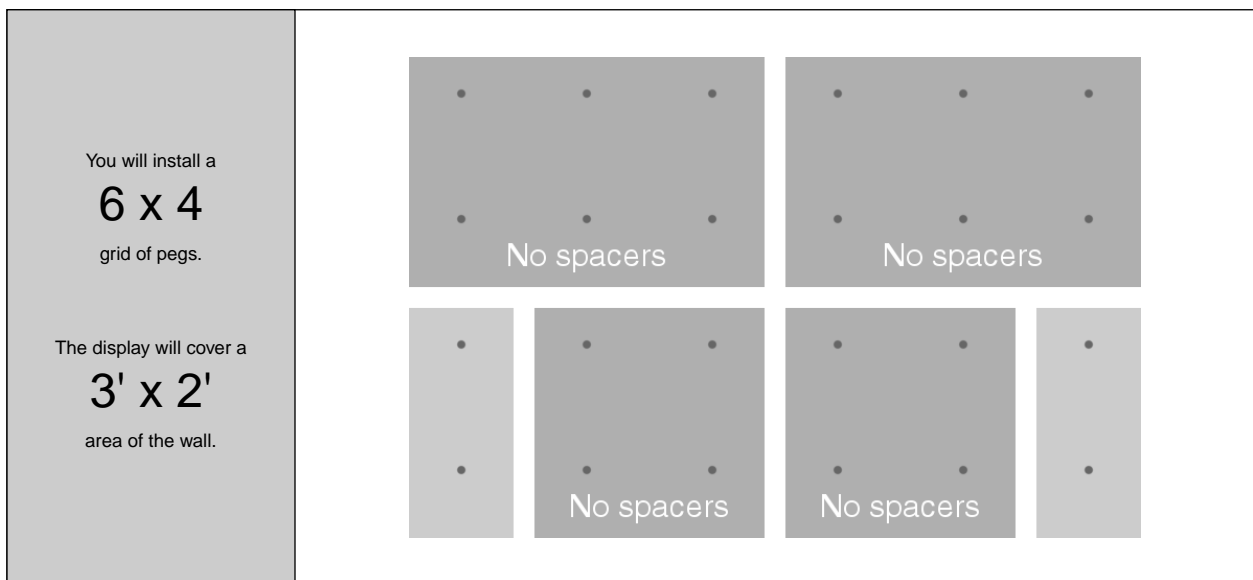 You will install a
6 x 4
grid of pegs.
The display will cover a
3' x 2'
area of the wall.
No spacers
No spacers
No spacers
No spacers